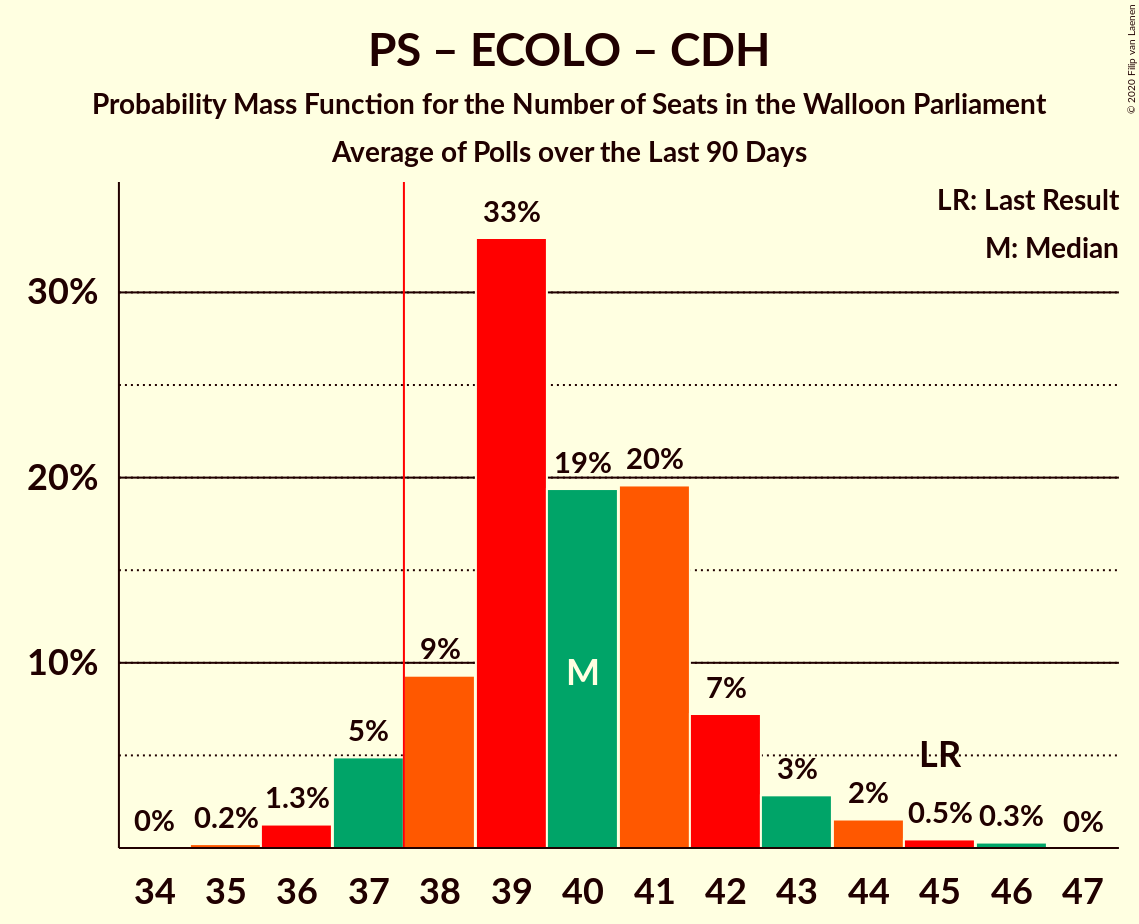 PS – ECOLO – CDH
Probability Mass Function for the Number of Seats in the Walloon Parliament
Average of Polls over the Last 90 Days
© 2020 Filip van Laenen
LR: Last Result
M: Median
30%
20%
10%
0%
0.2%
1.3%
5%
9%
33%
19%
20%
7%
3%
2%
0.5%
0.3%
0%
M
LR
34 35 36 37 38 39 40 41 42 43 44 45 46 47